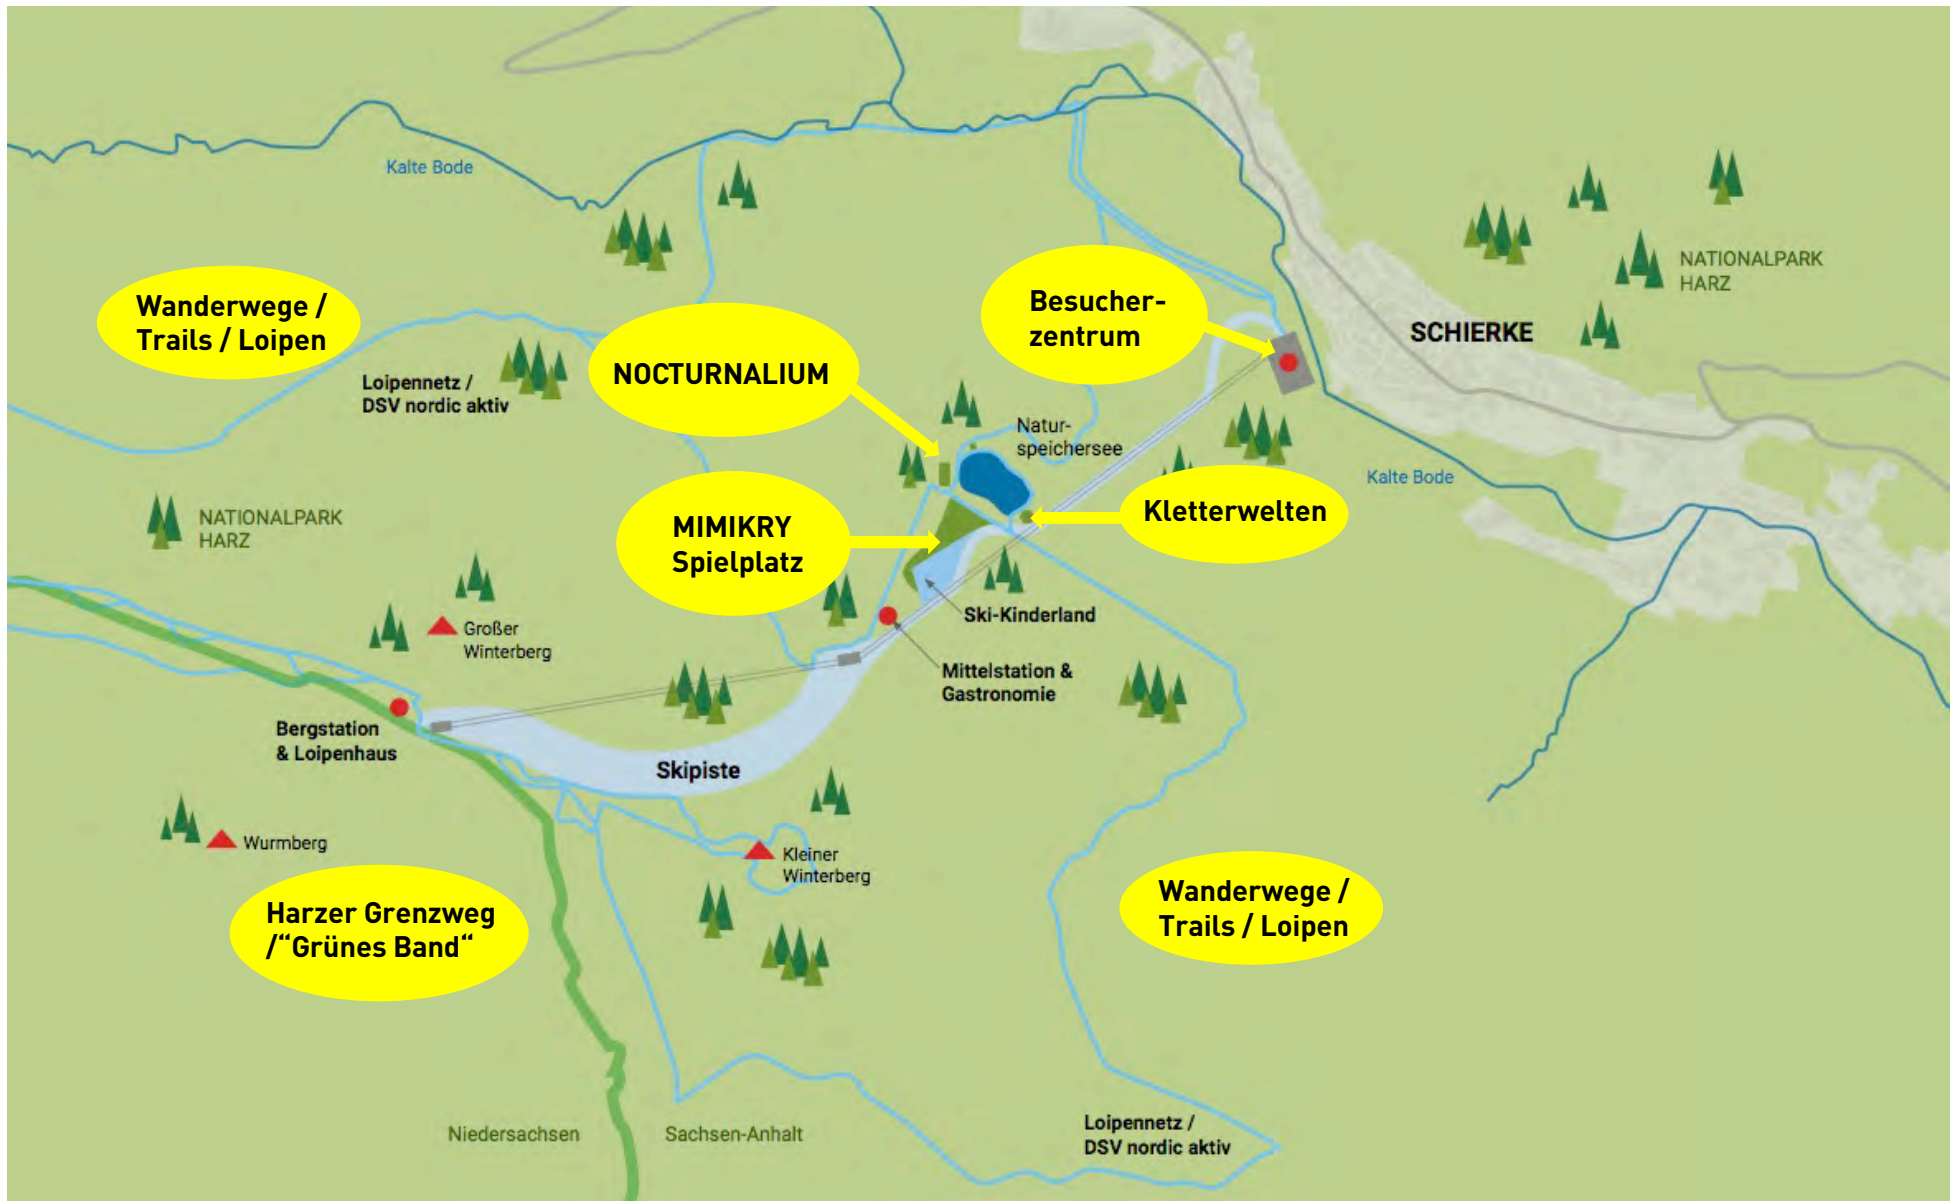 Kalte Bode
NATIONALPARK
HARZ
Wanderwege /
Trails / Loipen
Besucher-
zentrum
SCHIERKE
NOCTURNALIUM
Loipennetz /
DSV nordic aktiv
Natur-
speichersee
Kalte Bode
Kletterwelten
NATIONALPARK
HARZ
MIMIKRY
Spielplatz
Ski-Kinderland
Großer
Winterberg
Mittelstation &
Gastronomie
Bergstation
& Loipenhaus
Skipiste
Wurmberg
Kleiner
Winterberg
Harzer Grenzweg
/“Grünes Band“
Wanderwege /
Trails / Loipen
Niedersachsen
Sachsen-Anhalt
Loipennetz /
DSV nordic aktiv